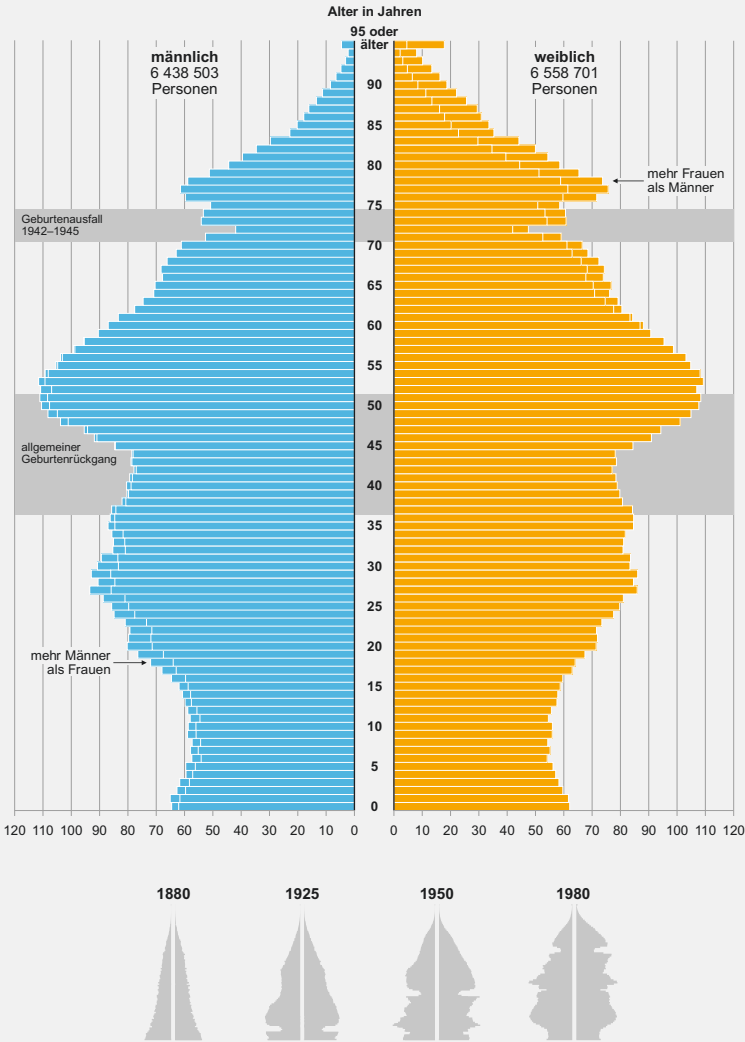 Alter in Jahren
95 oder
älter
männlich
6 438 503
Personen
weiblich
6 558 701
Personen
90
85
80
mehr Frauen
als Männer
75
Geburtenausfall
1942–1945
70
65
60
55
50
allgemeiner
Geburtenrückgang
45
40
35
30
25
20
mehr Männer
als Frauen
15
10
5
0
120 110 100 90 80 70 60 50 40 30 20 10 0
0 10 20 30 40 50 60 70 80 90 100 110 120
1880 1925 1950 1980